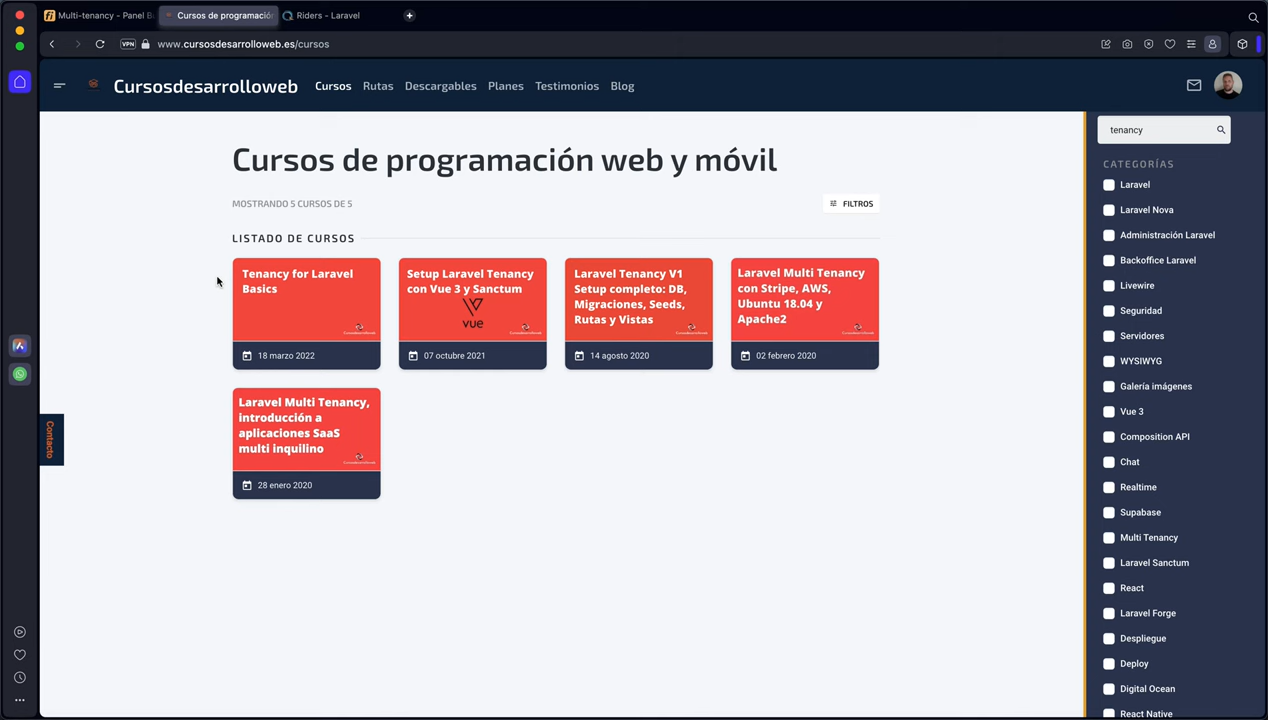 Multi-tenancy - Panel B
Cursos de programación
Riders - Laravel
VPN
www.cursosdesarrolloweb.es/cursos
Cursosdesarrolloweb
Cursos
Rutas
Descargables
Planes
Testimonios
Blog
tenancy
CATEGORÍAS
Laravel
Laravel Nova
Administración Laravel
Backoffice Laravel
Livewire
Seguridad
Servidores
WYSIWYG
Galería imágenes
Vue 3
Composition API
Chat
Realtime
Supabase
Multi Tenancy
Laravel Sanctum
React
Laravel Forge
Despliegue
Deploy
Digital Ocean
React Native
Cursos de programación web y móvil
MOSTRANDO 5 CURSOS DE 5
FILTROS
LISTADO DE CURSOS
Tenancy for Laravel
Basics
18 marzo 2022
Setup Laravel Tenancy
con Vue 3 y Sanctum
VUE
07 octubre 2021
Laravel Tenancy V1
Setup completo: DB,
Migraciones, Seeds,
Rutas y Vistas
14 agosto 2020
Laravel Multi Tenancy
con Stripe, AWS,
Ubuntu 18.04 y
Apache2
02 febrero 2020
Laravel Multi Tenancy,
introducción a
aplicaciones SaaS
multi inquilino
28 enero 2020
Contacto